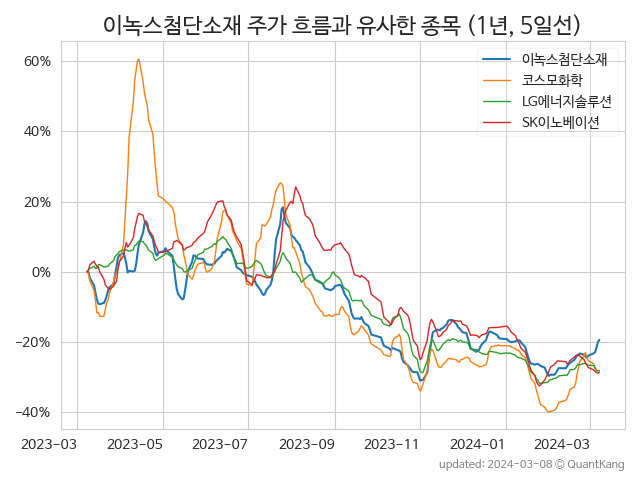 이녹스첨단소재 주가 흐름과 유사한 종목 (1년, 5일선)
이녹스첨단소재
코스모화학
LG에너지솔루션
SK이노베이션
60%
40%
20%
0%
−20%
−40%
2023-03
2023-05
2023-07
2023-09
2023-11
2024-01
2024-03
updated: 2024-03-08 © QuantKang